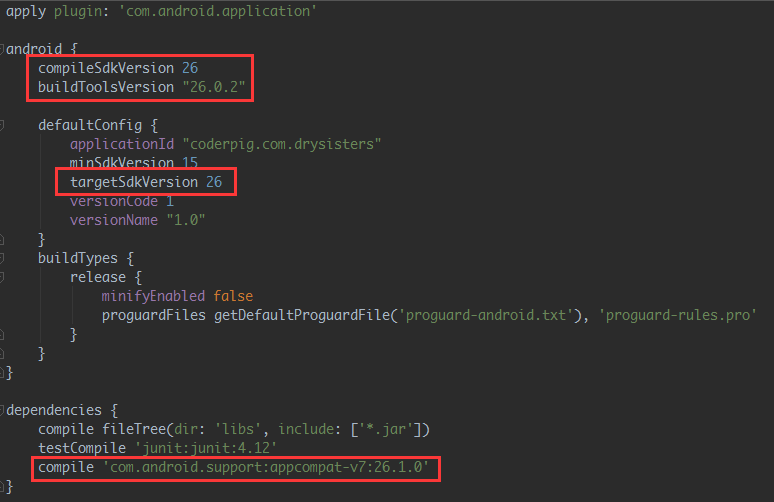 apply plugin: 'com.android.application'
android {
compileSdkVersion 26
buildToolsVersion "26.0.2"
defaultConfig {
applicationId "coderpig.com.drysisters"
minSdkVersion 15
targetSdkVersion 26
versionCode 1
versionName "1.0"
}
buildTypes {
release {
minifyEnabled false
proguardFiles getDefaultProguardFile('proguard-android.txt'), 'proguard-rules.pro'
}
}
}
dependencies {
compile fileTree(dir: 'libs', include: ['*.jar'])
testCompile 'junit:junit:4.12'
compile 'com.android.support:appcompat-v7:26.1.0'
}